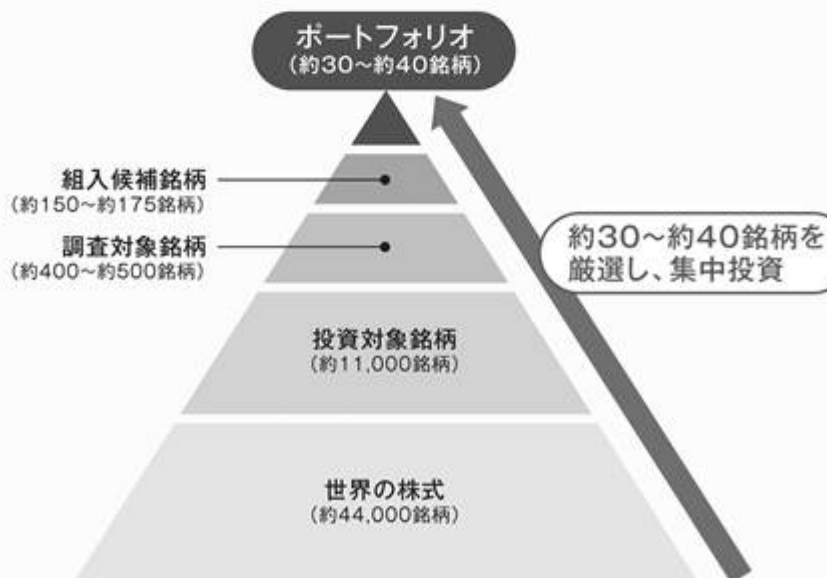 ポートフォリオ
(約30～約40銘柄)
組入候補銘柄
(約150～約175銘柄)
調査対象銘柄
(約400～約500銘柄)
約30～約40銘柄を
厳選し、集中投資
投資対象銘柄
(約11,000銘柄)
世界の株式
(約44,000銘柄)